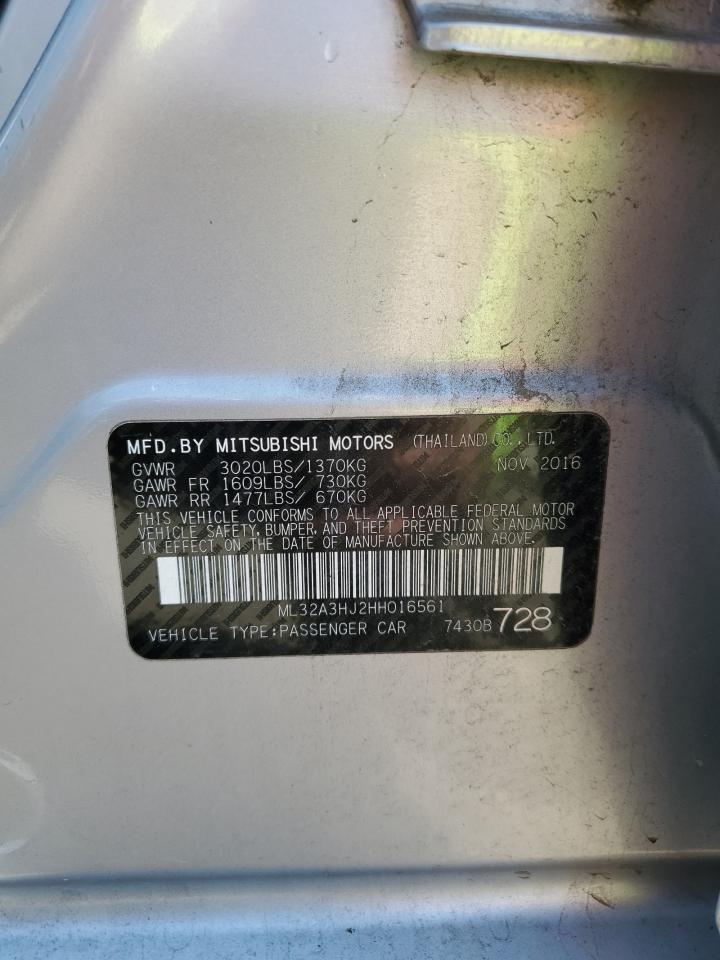 MFD.BY MITSUBISHI MOTORS (THAILAND)CO.,LTD.
GVWR 3020LBS/1370KG NOV 2016
GAWR FR 1609LBS/ 730KG
GAWR RR 1477LBS/ 670KG
THIS VEHICLE CONFORMS TO ALL APPLICABLE FEDERAL MOTOR
VEHICLE SAFETY, BUMPER, AND THEFT PREVENTION STANDARDS
IN EFFECT ON THE DATE OF MANUFACTURE SHOWN ABOVE.
ML32A3HJ2HH016561
VEHICLE TYPE:PASSENGER CAR 7430B 728